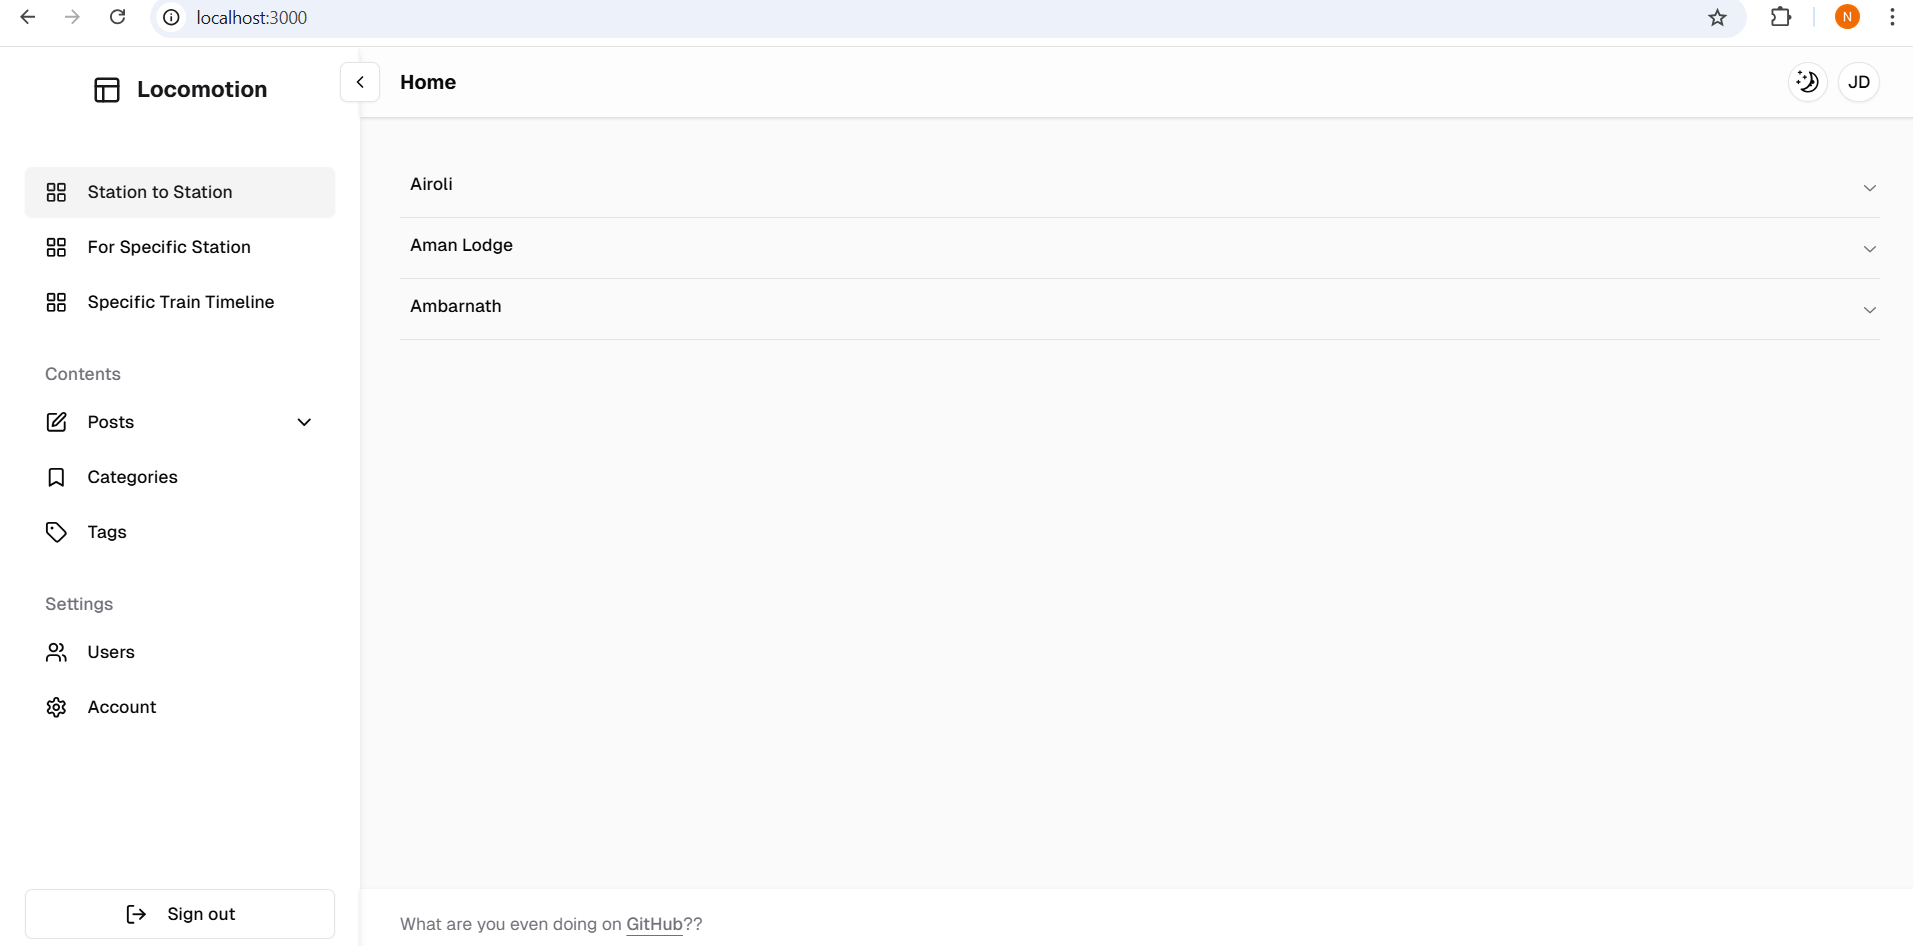 localhost:3000
N
Locomotion
Home
JD
Station to Station
For Specific Station
Specific Train Timeline
Contents
Posts
Categories
Tags
Settings
Users
Account
Sign out
Airoli
Aman Lodge
Ambarnath
What are you even doing on GitHub??